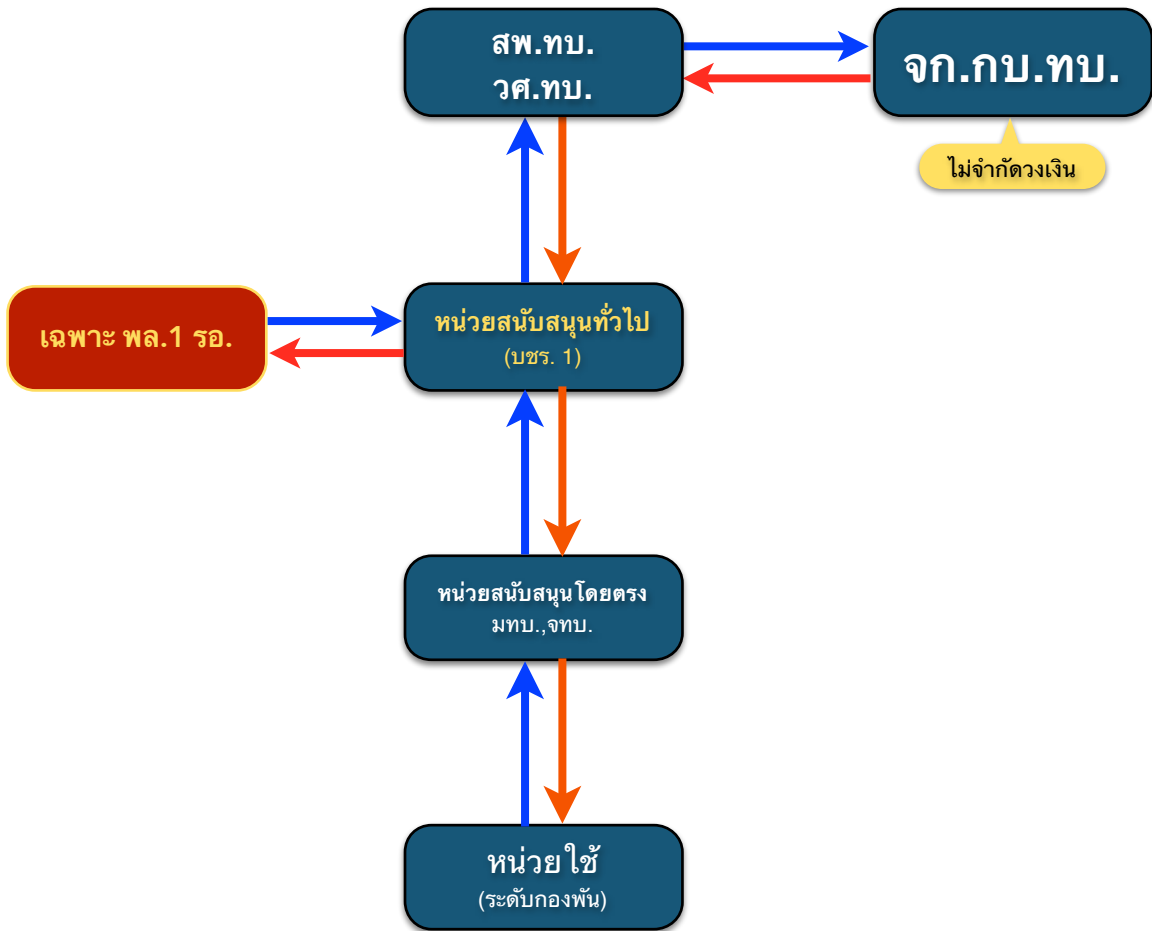 สพ.ทบ.
วศ.ทบ.
จก.กบ.ทบ.
ไม่จำกัดวงเงิน
เฉพาะ พล.1 รอ.
หน่วยสนับสนุนทั่วไป
(บชร. 1)
หน่วยสนับสนุนโดยตรง
มทบ.,จทบ.
หน่วยใช้
(ระดับกองพัน)